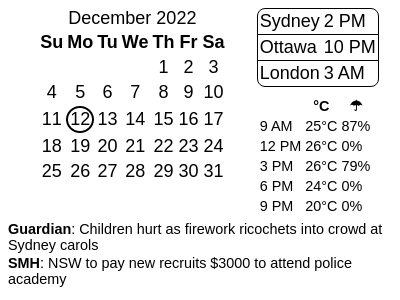 December 2022
Su Mo Tu We Th Fr Sa
1 2 3
4 5 6 7 8 9 10
11 12 13 14 15 16 17
18 19 20 21 22 23 24
25 26 27 28 29 30 31
Sydney 2 PM
Ottawa 10 PM
London 3 AM
°C ☂
9 AM 25°C 87%
12 PM 26°C 0%
3 PM 26°C 79%
6 PM 24°C 0%
9 PM 20°C 0%
Guardian: Children hurt as firework ricochets into crowd at
Sydney carols
SMH: NSW to pay new recruits $3000 to attend police
academy